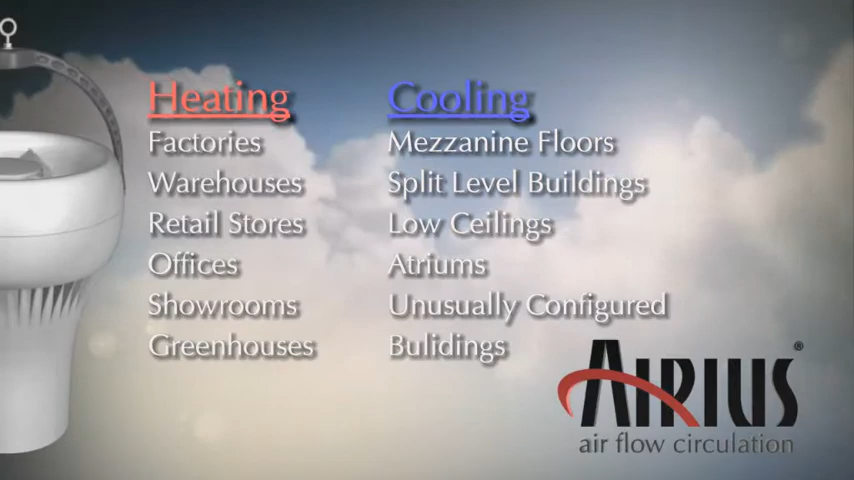 Heating
Factories
Warehouses
Retail Stores
Offices
Showrooms
Greenhouses
Cooling
Mezzanine Floors
Split Level Buildings
Low Ceilings
Atriums
Unusually Configured
Bulidings
AIRIUS®
air flow circulation